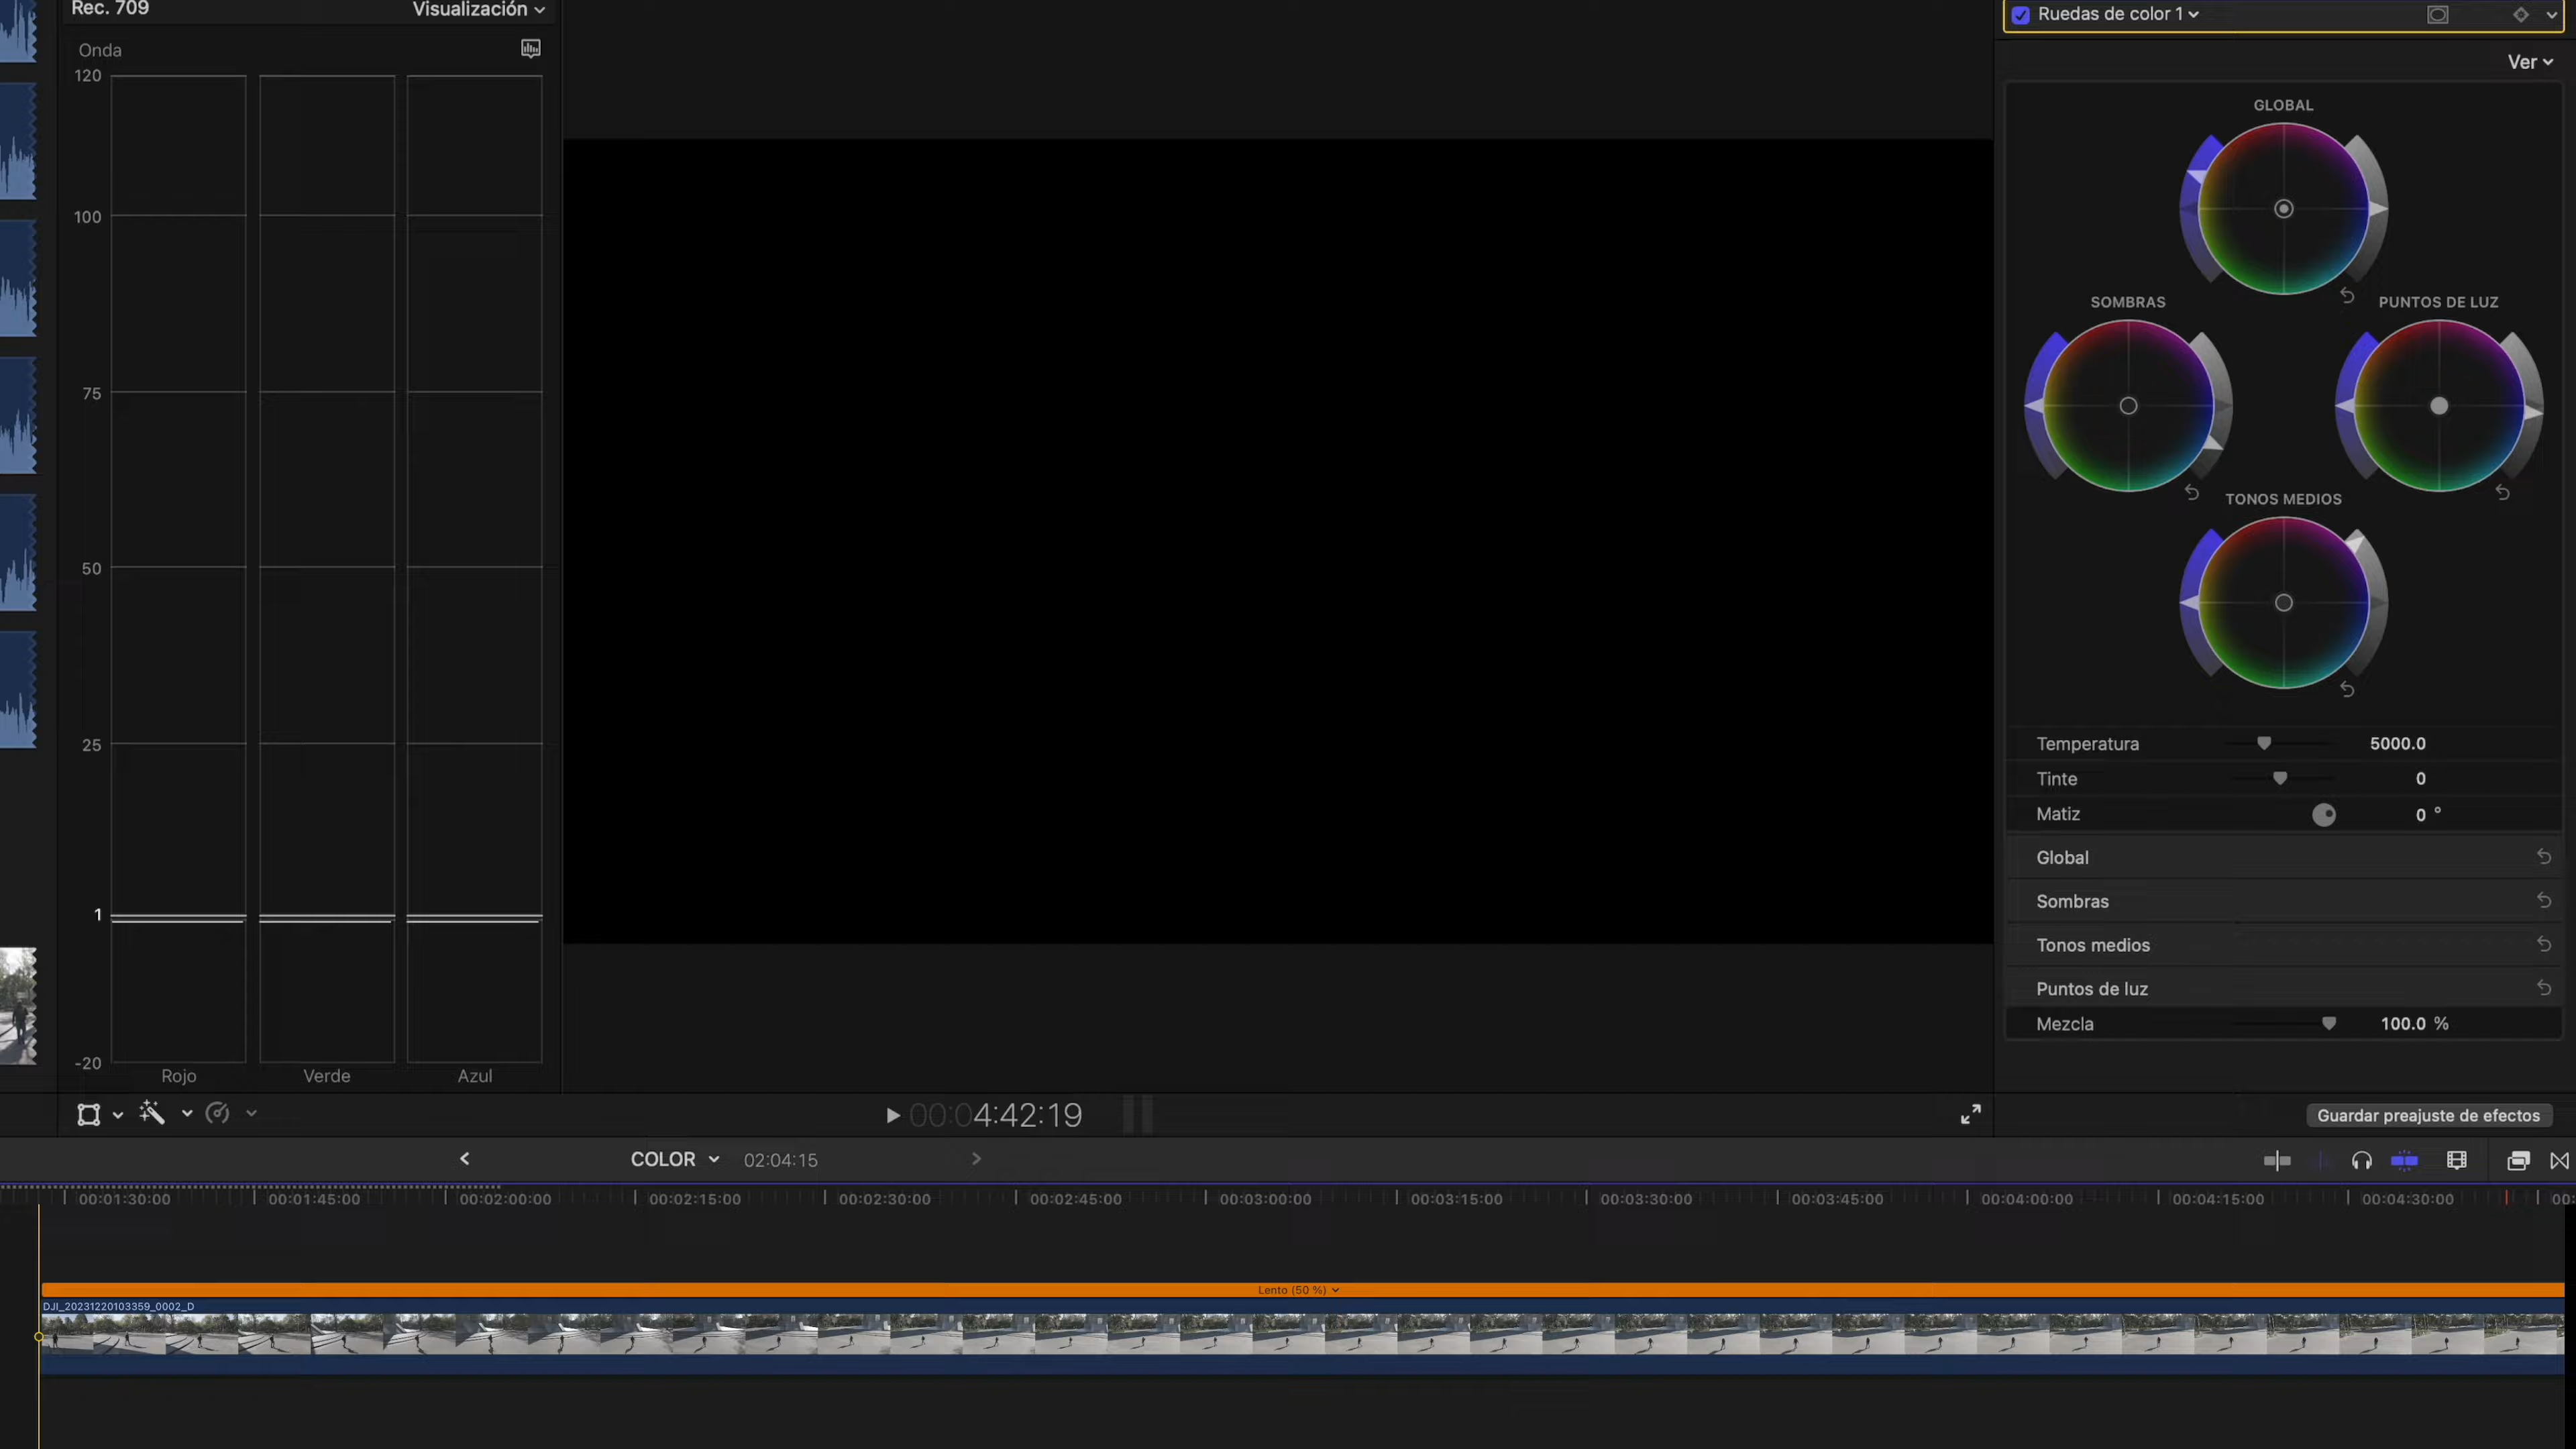 Rec. 709
Visualización
Ruedas de color 1
Onda
Ver
120
100
75
50
25
1
-20
Rojo
Verde
Azul
GLOBAL
SOMBRAS
PUNTOS DE LUZ
TONOS MEDIOS
Temperatura 5000.0
Tinte 0
Matiz 0 °
Global
Sombras
Tonos medios
Puntos de luz
Mezcla 100.0 %
00:04:42:19
Guardar preajuste de efectos
COLOR 02:04:15
00:01:30:00 00:01:45:00 00:02:00:00 00:02:15:00 00:02:30:00 00:02:45:00 00:03:00:00 00:03:15:00 00:03:30:00 00:03:45:00 00:04:00:00 00:04:15:00 00:04:30:00 00:
Lento (50 %)
DJI_20231220103359_0002_D